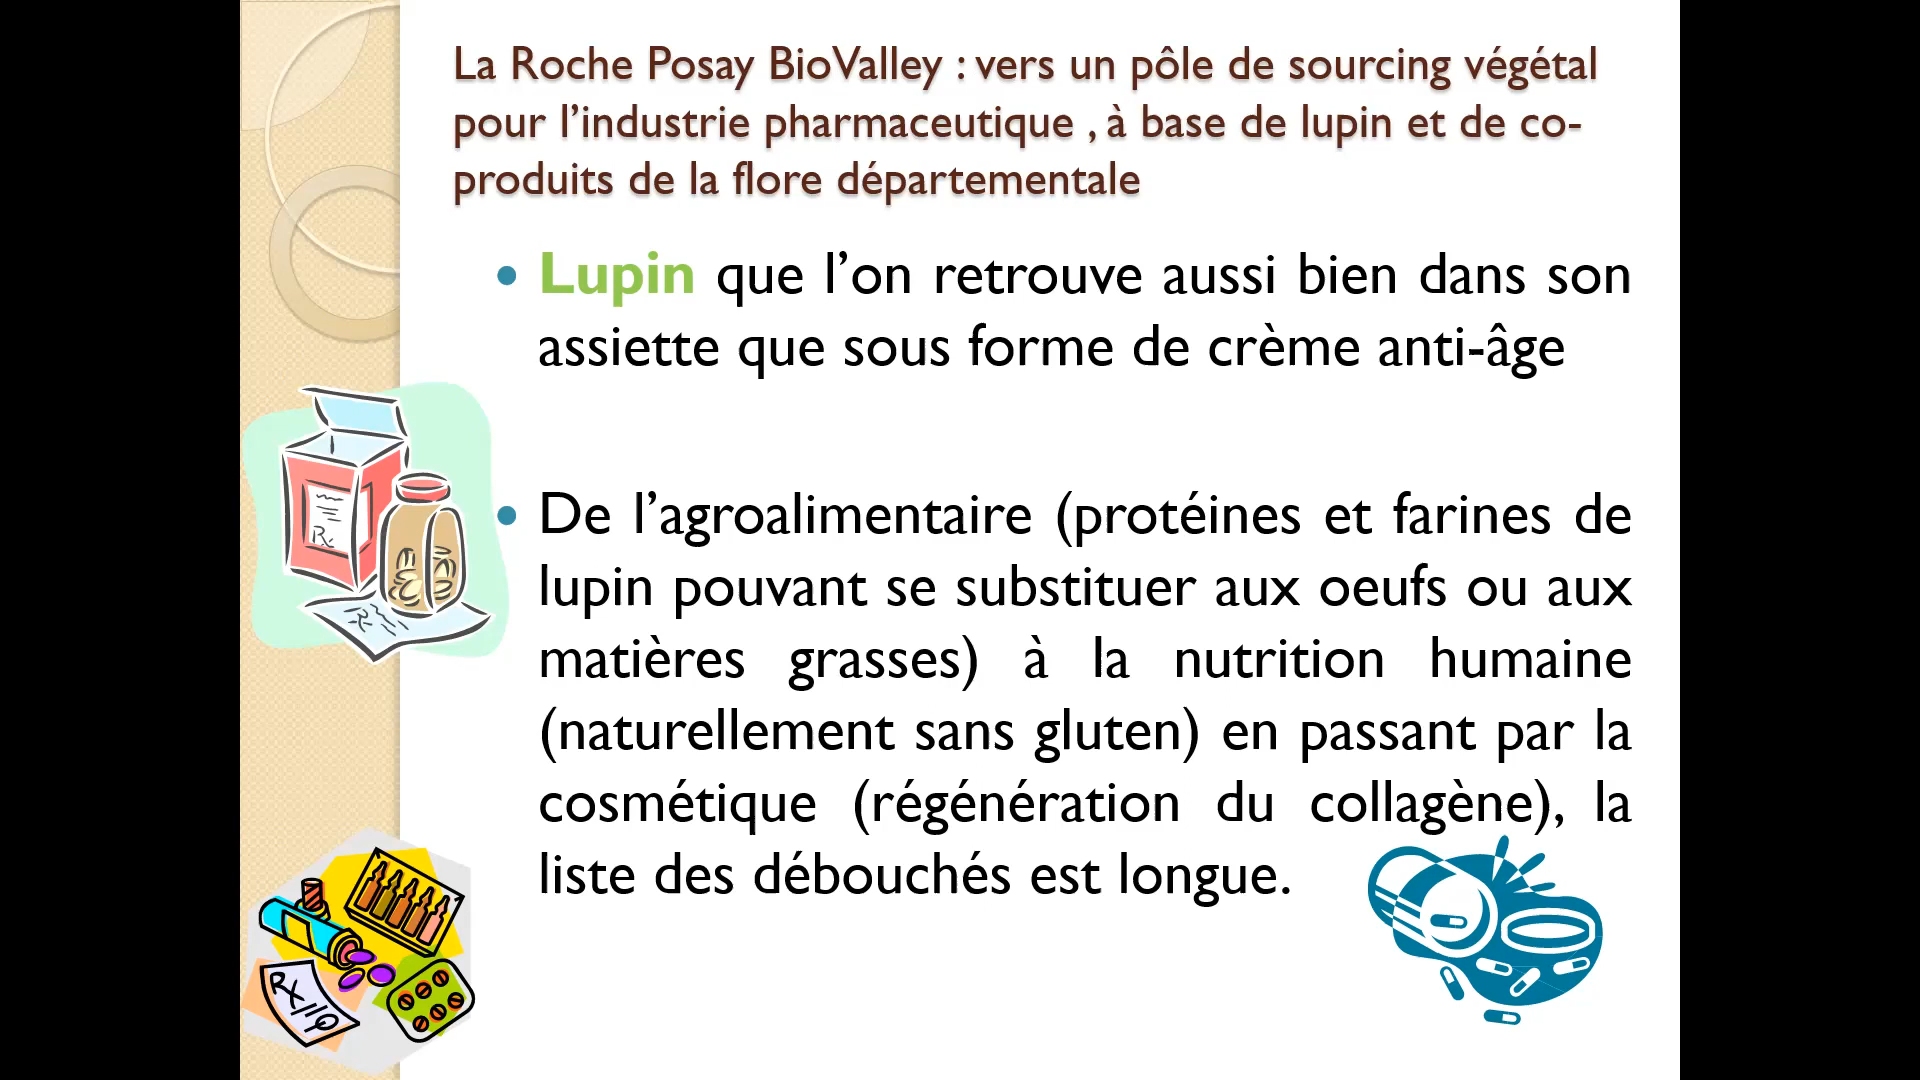 La Roche Posay BioValley : vers un pôle de sourcing végétal
pour l’industrie pharmaceutique , à base de lupin et de co-
produits de la flore départementale
• Lupin que l’on retrouve aussi bien dans son
assiette que sous forme de crème anti-âge
• De l’agroalimentaire (protéines et farines de
lupin pouvant se substituer aux oeufs ou aux
matières grasses) à la nutrition humaine
(naturellement sans gluten) en passant par la
cosmétique (régénération du collagène), la
liste des débouchés est longue.
Rx
Rx
RX